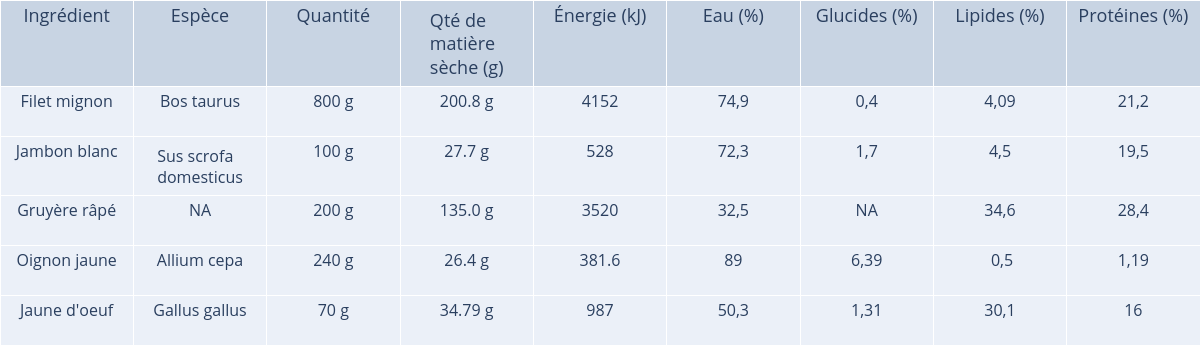 Ingrédient Espèce Quantité Qté de matière sèche (g) Énergie (kJ) Eau (%) Glucides (%) Lipides (%) Protéines (%)
Filet mignon Bos taurus 800 g 200.8 g 4152 74,9 0,4 4,09 21,2
Jambon blanc Sus scrofa domesticus 100 g 27.7 g 528 72,3 1,7 4,5 19,5
Gruyère râpé NA 200 g 135.0 g 3520 32,5 NA 34,6 28,4
Oignon jaune Allium cepa 240 g 26.4 g 381.6 89 6,39 0,5 1,19
Jaune d'oeuf Gallus gallus 70 g 34.79 g 987 50,3 1,31 30,1 16